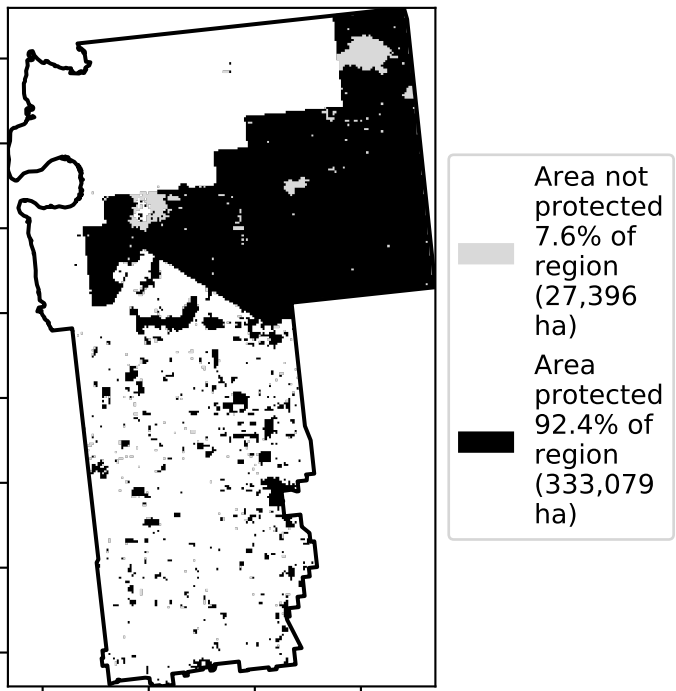 Area not
protected
7.6% of
region
(27,396
ha)
Area
protected
92.4% of
region
(333,079
ha)